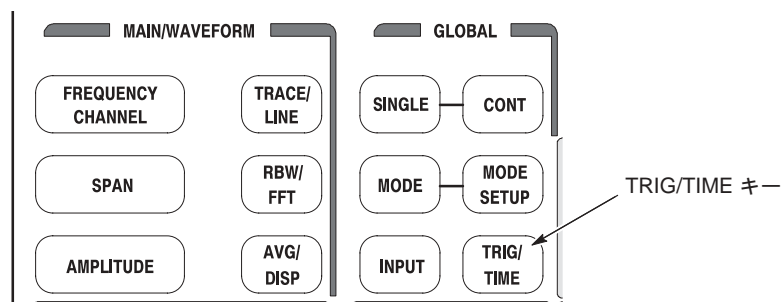 MAIN/WAVEFORM
GLOBAL
FREQUENCY
CHANNEL
TRACE/
LINE
SINGLE
CONT
SPAN
RBW/
FFT
MODE
MODE
SETUP
TRIG/TIME キー
AMPLITUDE
AVG/
DISP
INPUT
TRIG/
TIME